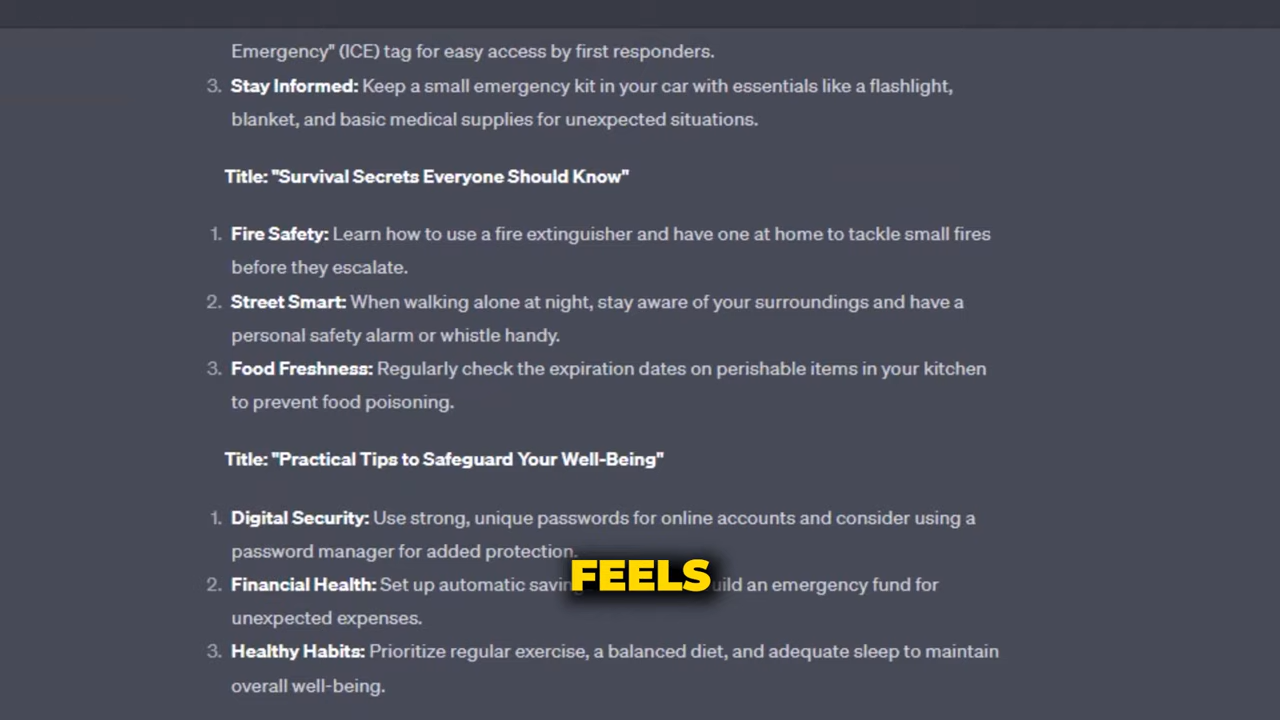 Emergency" (ICE) tag for easy access by first responders.
3. Stay Informed: Keep a small emergency kit in your car with essentials like a flashlight,
blanket, and basic medical supplies for unexpected situations.
Title: "Survival Secrets Everyone Should Know"
1. Fire Safety: Learn how to use a fire extinguisher and have one at home to tackle small fires
before they escalate.
2. Street Smart: When walking alone at night, stay aware of your surroundings and have a
personal safety alarm or whistle handy.
3. Food Freshness: Regularly check the expiration dates on perishable items in your kitchen
to prevent food poisoning.
Title: "Practical Tips to Safeguard Your Well-Being"
1. Digital Security: Use strong, unique passwords for online accounts and consider using a
password manager for added protection.
FEELS
2. Financial Health: Set up automatic an emergency fund for
unexpected expenses.
3. Healthy Habits: Prioritize regular exercise, a balanced diet, and adequate sleep to maintain
overall well-being.